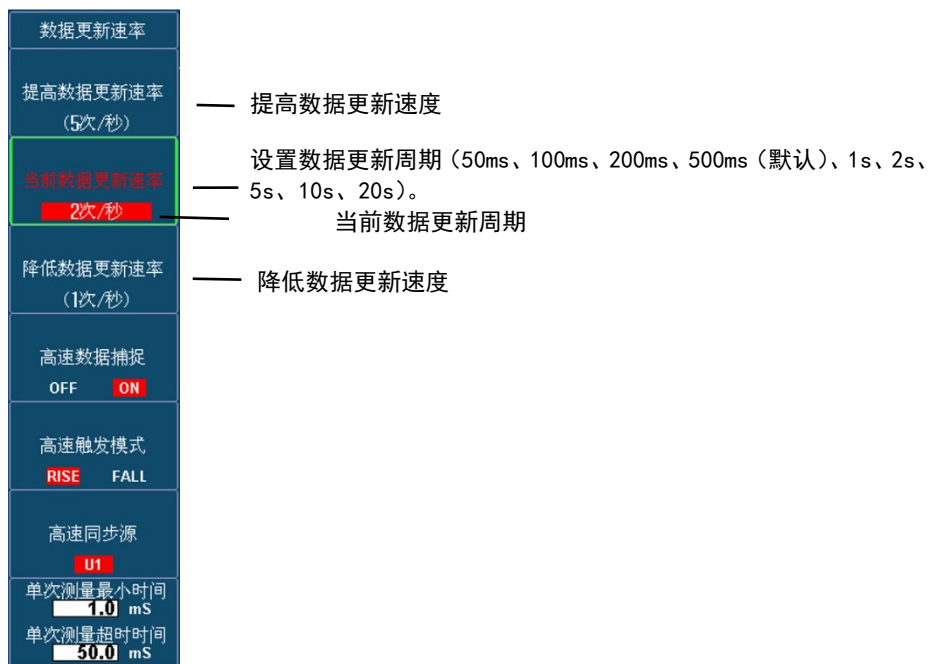 数据更新速率
提高数据更新速率
（5次/秒）
提高数据更新速度
当前数据更新速率
2次/秒
设置数据更新周期（50ms、100ms、200ms、500ms（默认）、1s、2s、
5s、10s、20s）。
当前数据更新周期
降低数据更新速率
（1次/秒）
降低数据更新速度
高速数据捕捉
OFF ON
高速触发模式
RISE FALL
高速同步源
U1
单次测量最小时间
1.0 mS
单次测量超时时间
50.0 mS